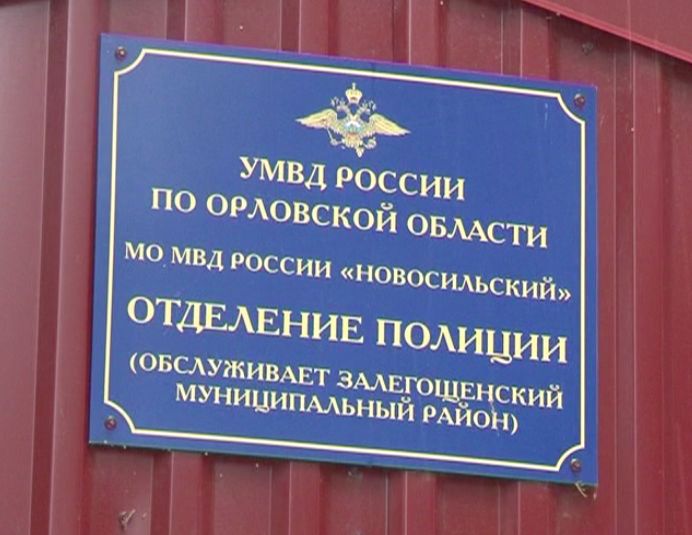 УМВД РОССИИ
ПО ОРЛОВСКОЙ ОБЛАСТИ
МО МВД РОССИИ «НОВОСИЛЬСКИЙ»
ОТДЕЛЕНИЕ ПОЛИЦИИ
(ОБСЛУЖИВАЕТ ЗАЛЕГОЩЕНСКИЙ
МУНИЦИПАЛЬНЫЙ РАЙОН)